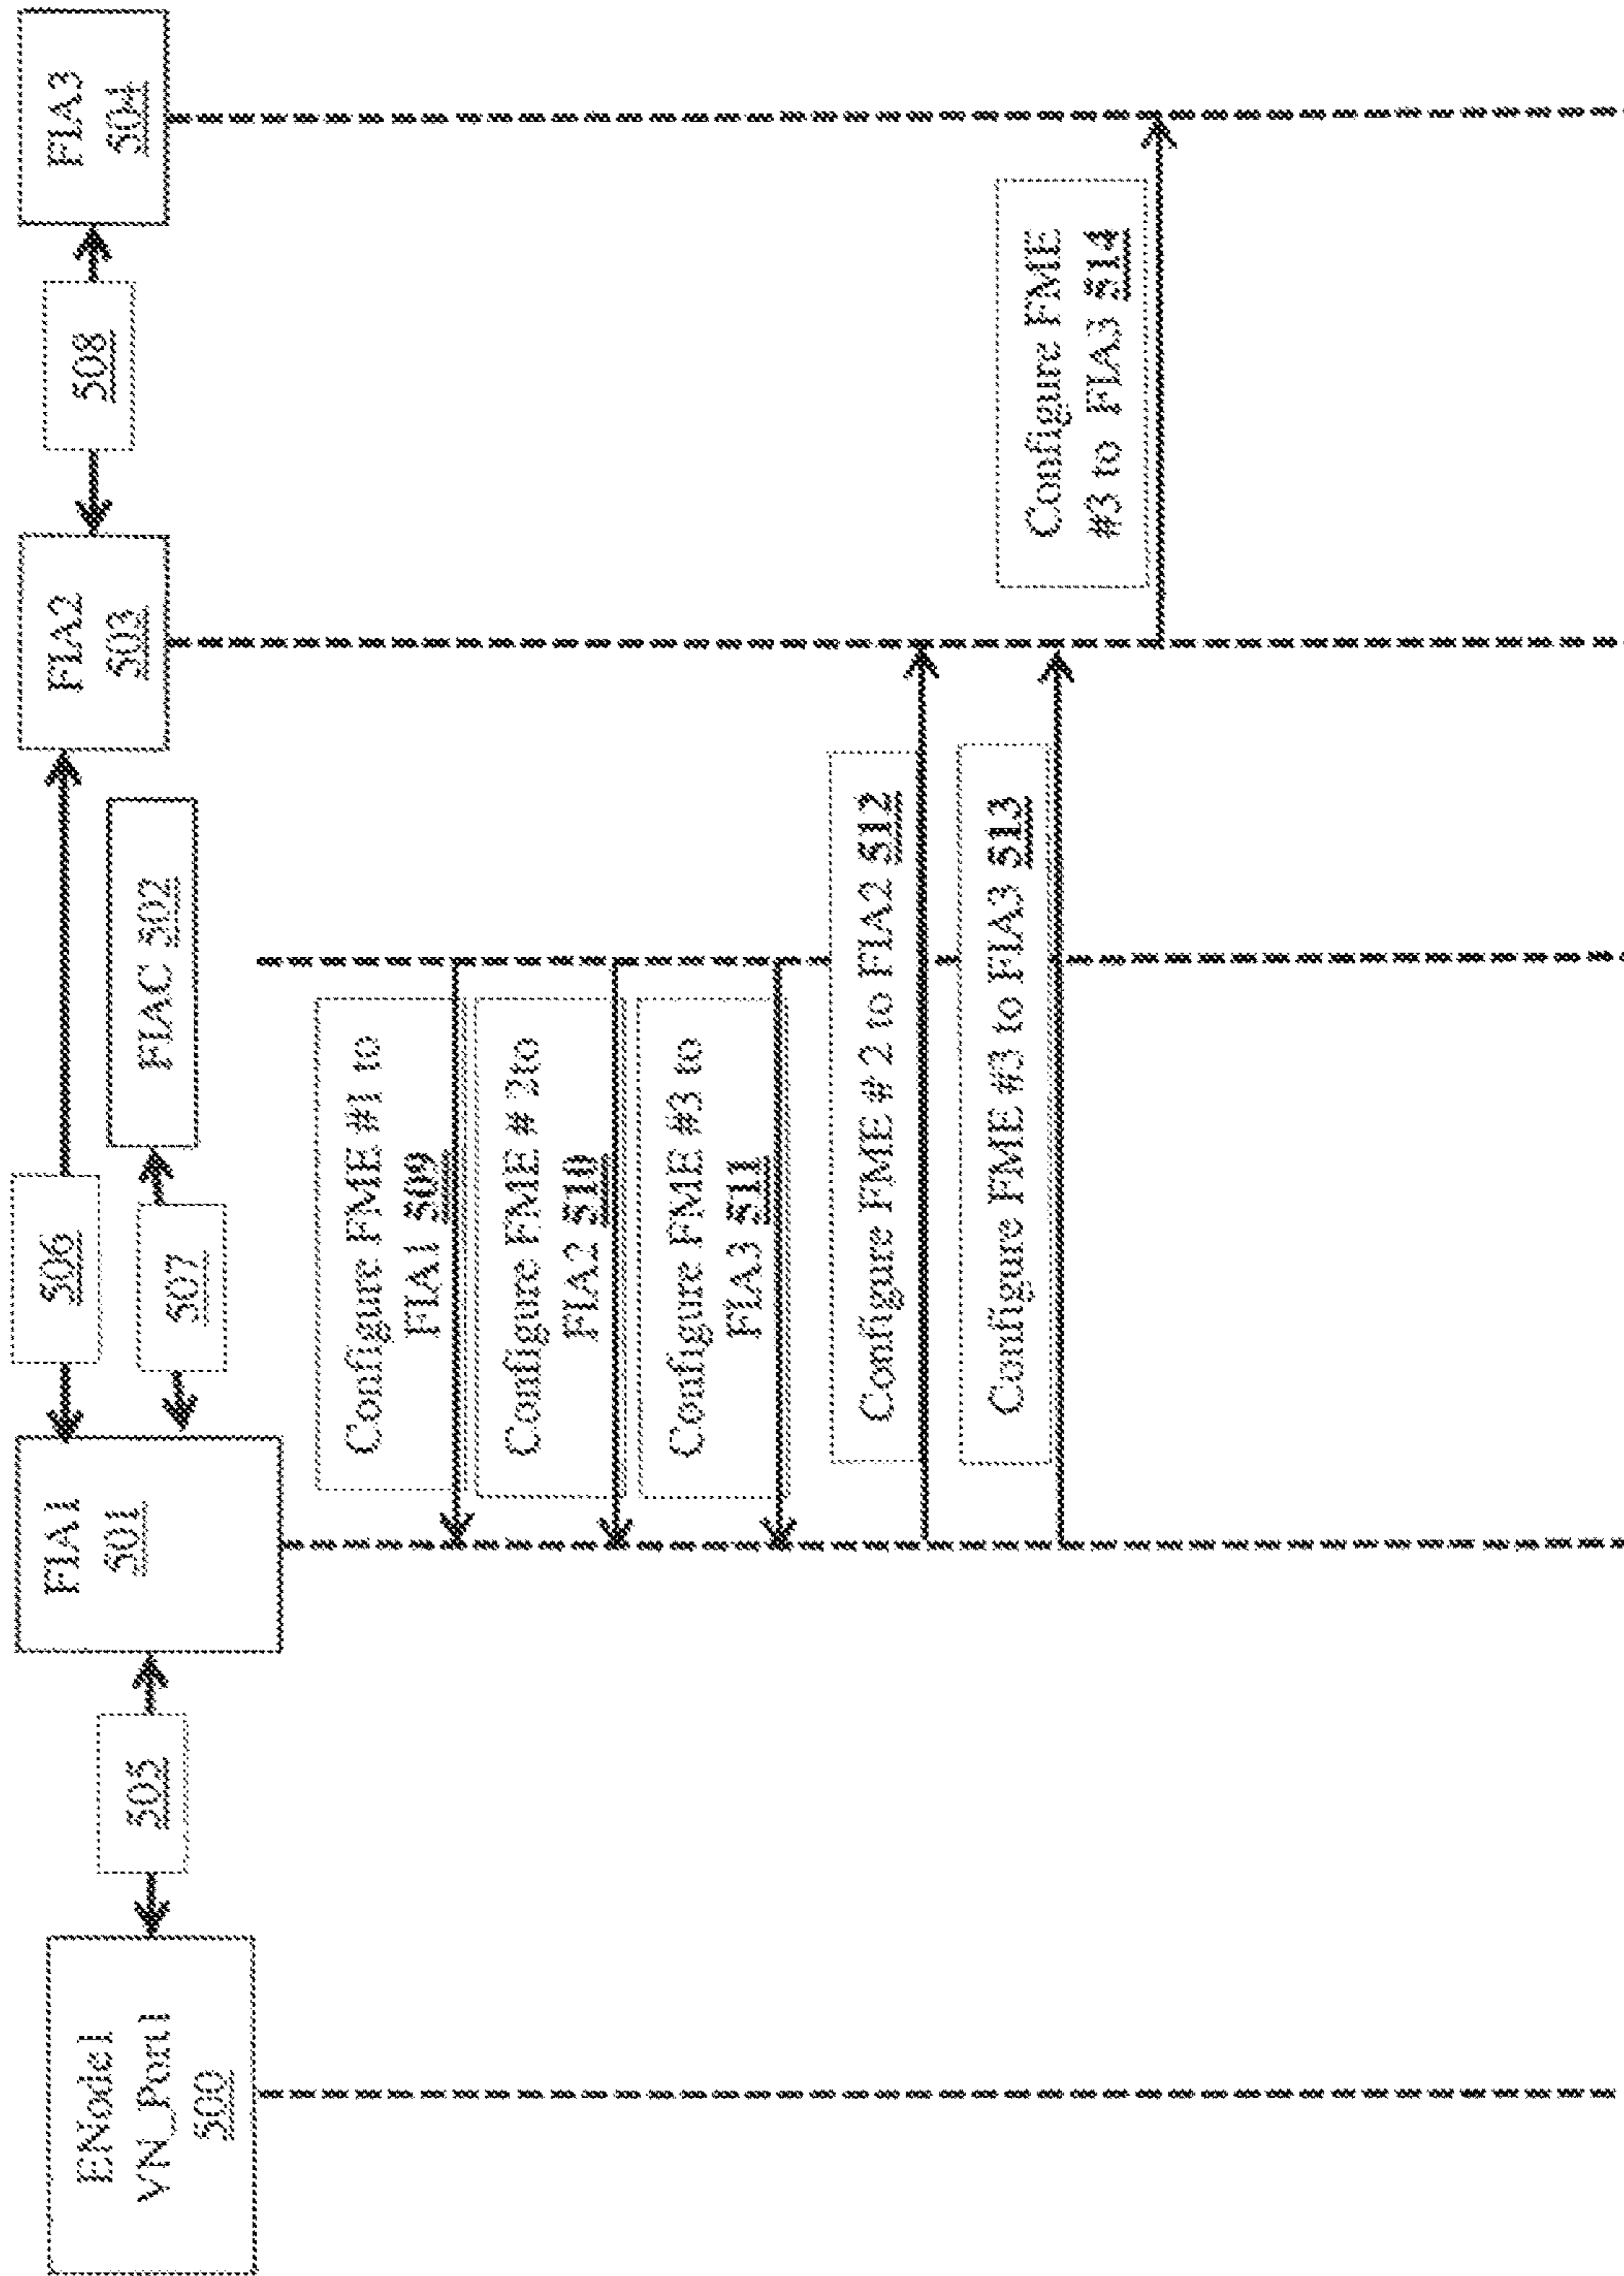 ENode1
VN_Port1
500
505
FIA1
501
506
507
FIAC 502
FIA2
503
508
FIA3
504
Configure FME #1 to
FIA1 509
Configure FME # 2to
FIA2 510
Configure FME #3 to
FIA3 511
Configure FME # 2 to FIA2 512
Configure FME #3 to FIA3 513
Configure FME
#3 to FIA3 514